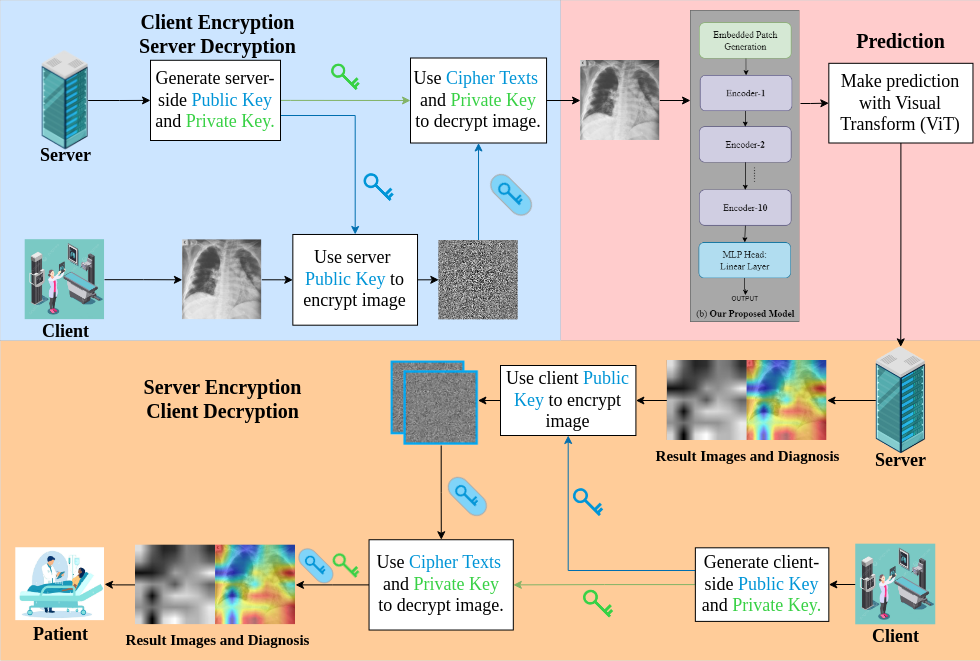 Client Encryption
Server Decryption
Server
Generate server-
side Public Key
and Private Key.
Use Cipher Texts
and Private Key
to decrypt image.
Client
Use server
Public Key to
encrypt image
Embedded Patch
Generation
Encoder-1
Encoder-2
Encoder-10
MLP Head:
Linear Layer
OUTPUT
(b) Our Proposed Model
Prediction
Make prediction
with Visual
Transform (ViT)
Server Encryption
Client Decryption
Use client Public
Key to encrypt
image
Result Images and Diagnosis
Server
Patient
Result Images and Diagnosis
Use Cipher Texts
and Private Key
to decrypt image.
Generate client-
side Public Key
and Private Key.
Client